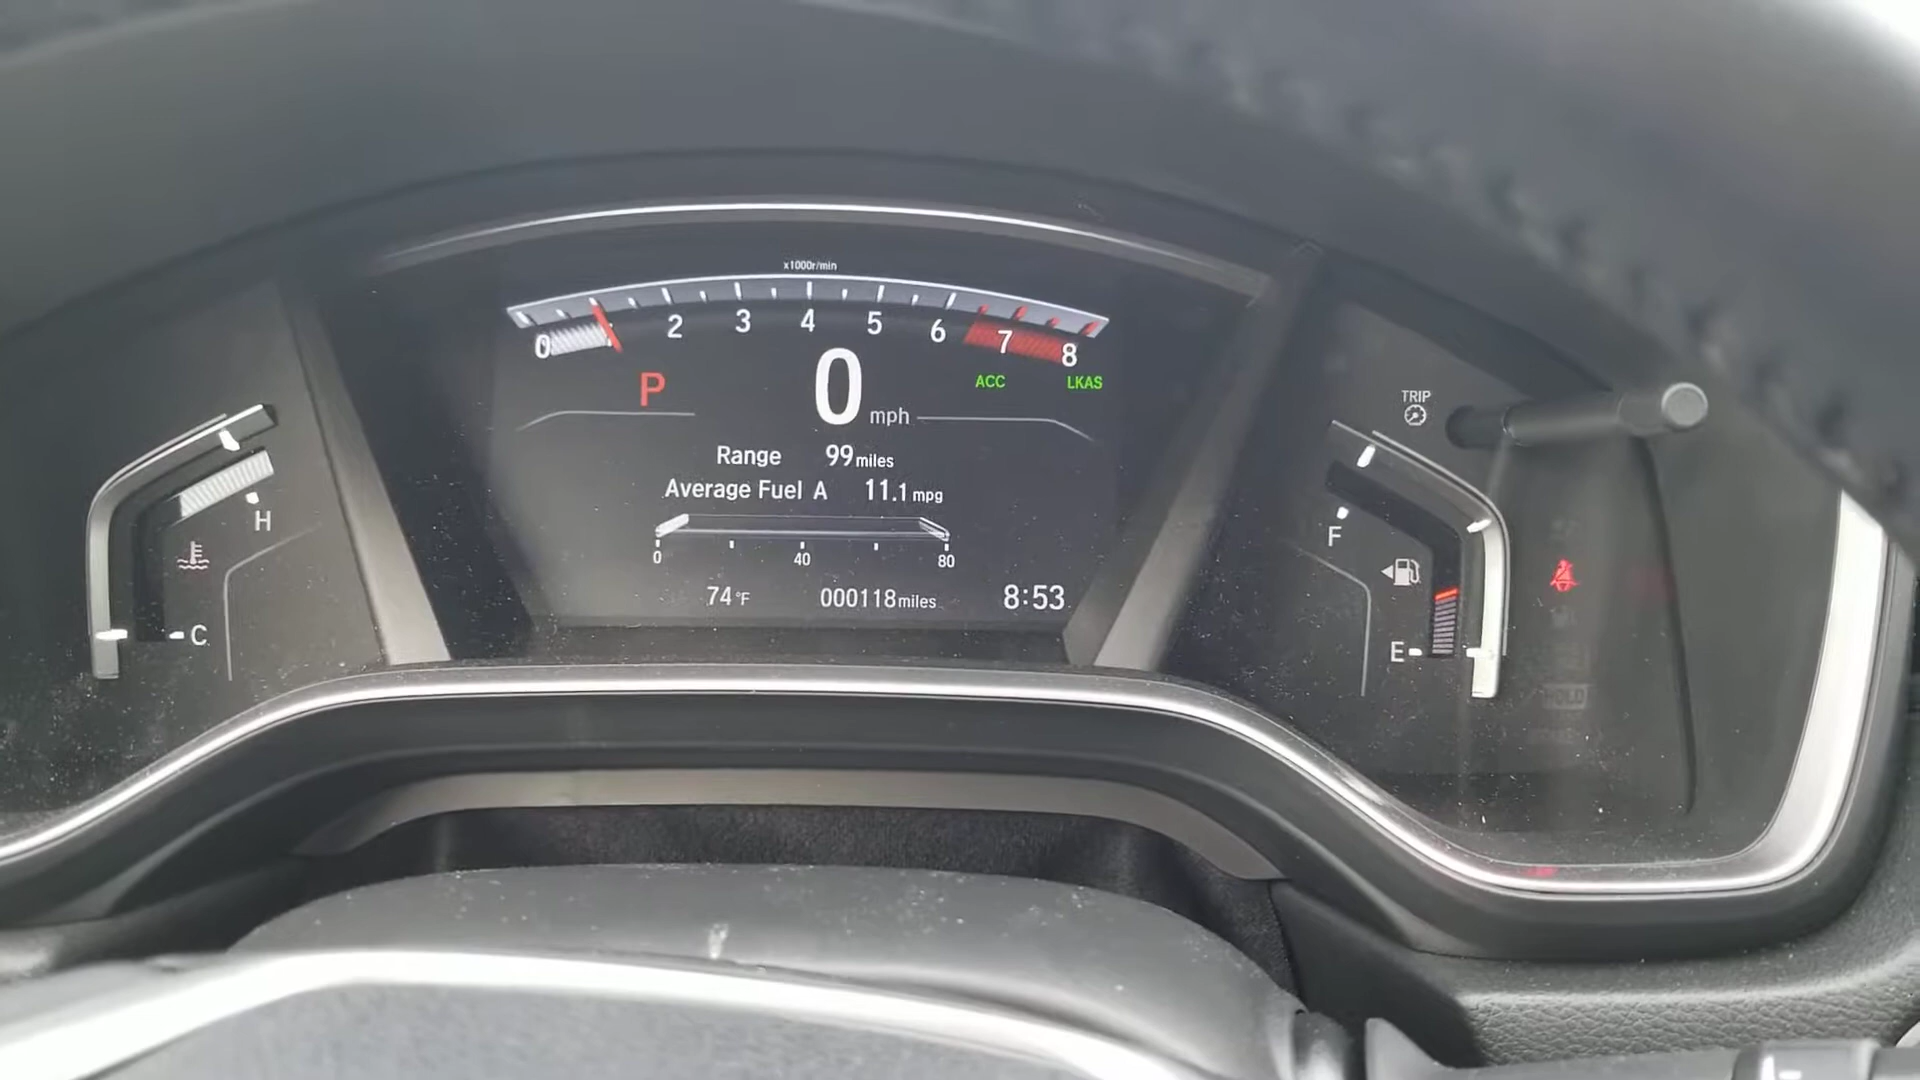 x1000r/min
0 2 3 4 5 6 7 8
P 0 mph ACC LKAS
TRIP
Range 99 miles
Average Fuel A 11.1 mpg
0 40 80
74°F 000118 miles 8:53
H
C
F
E
HOLD